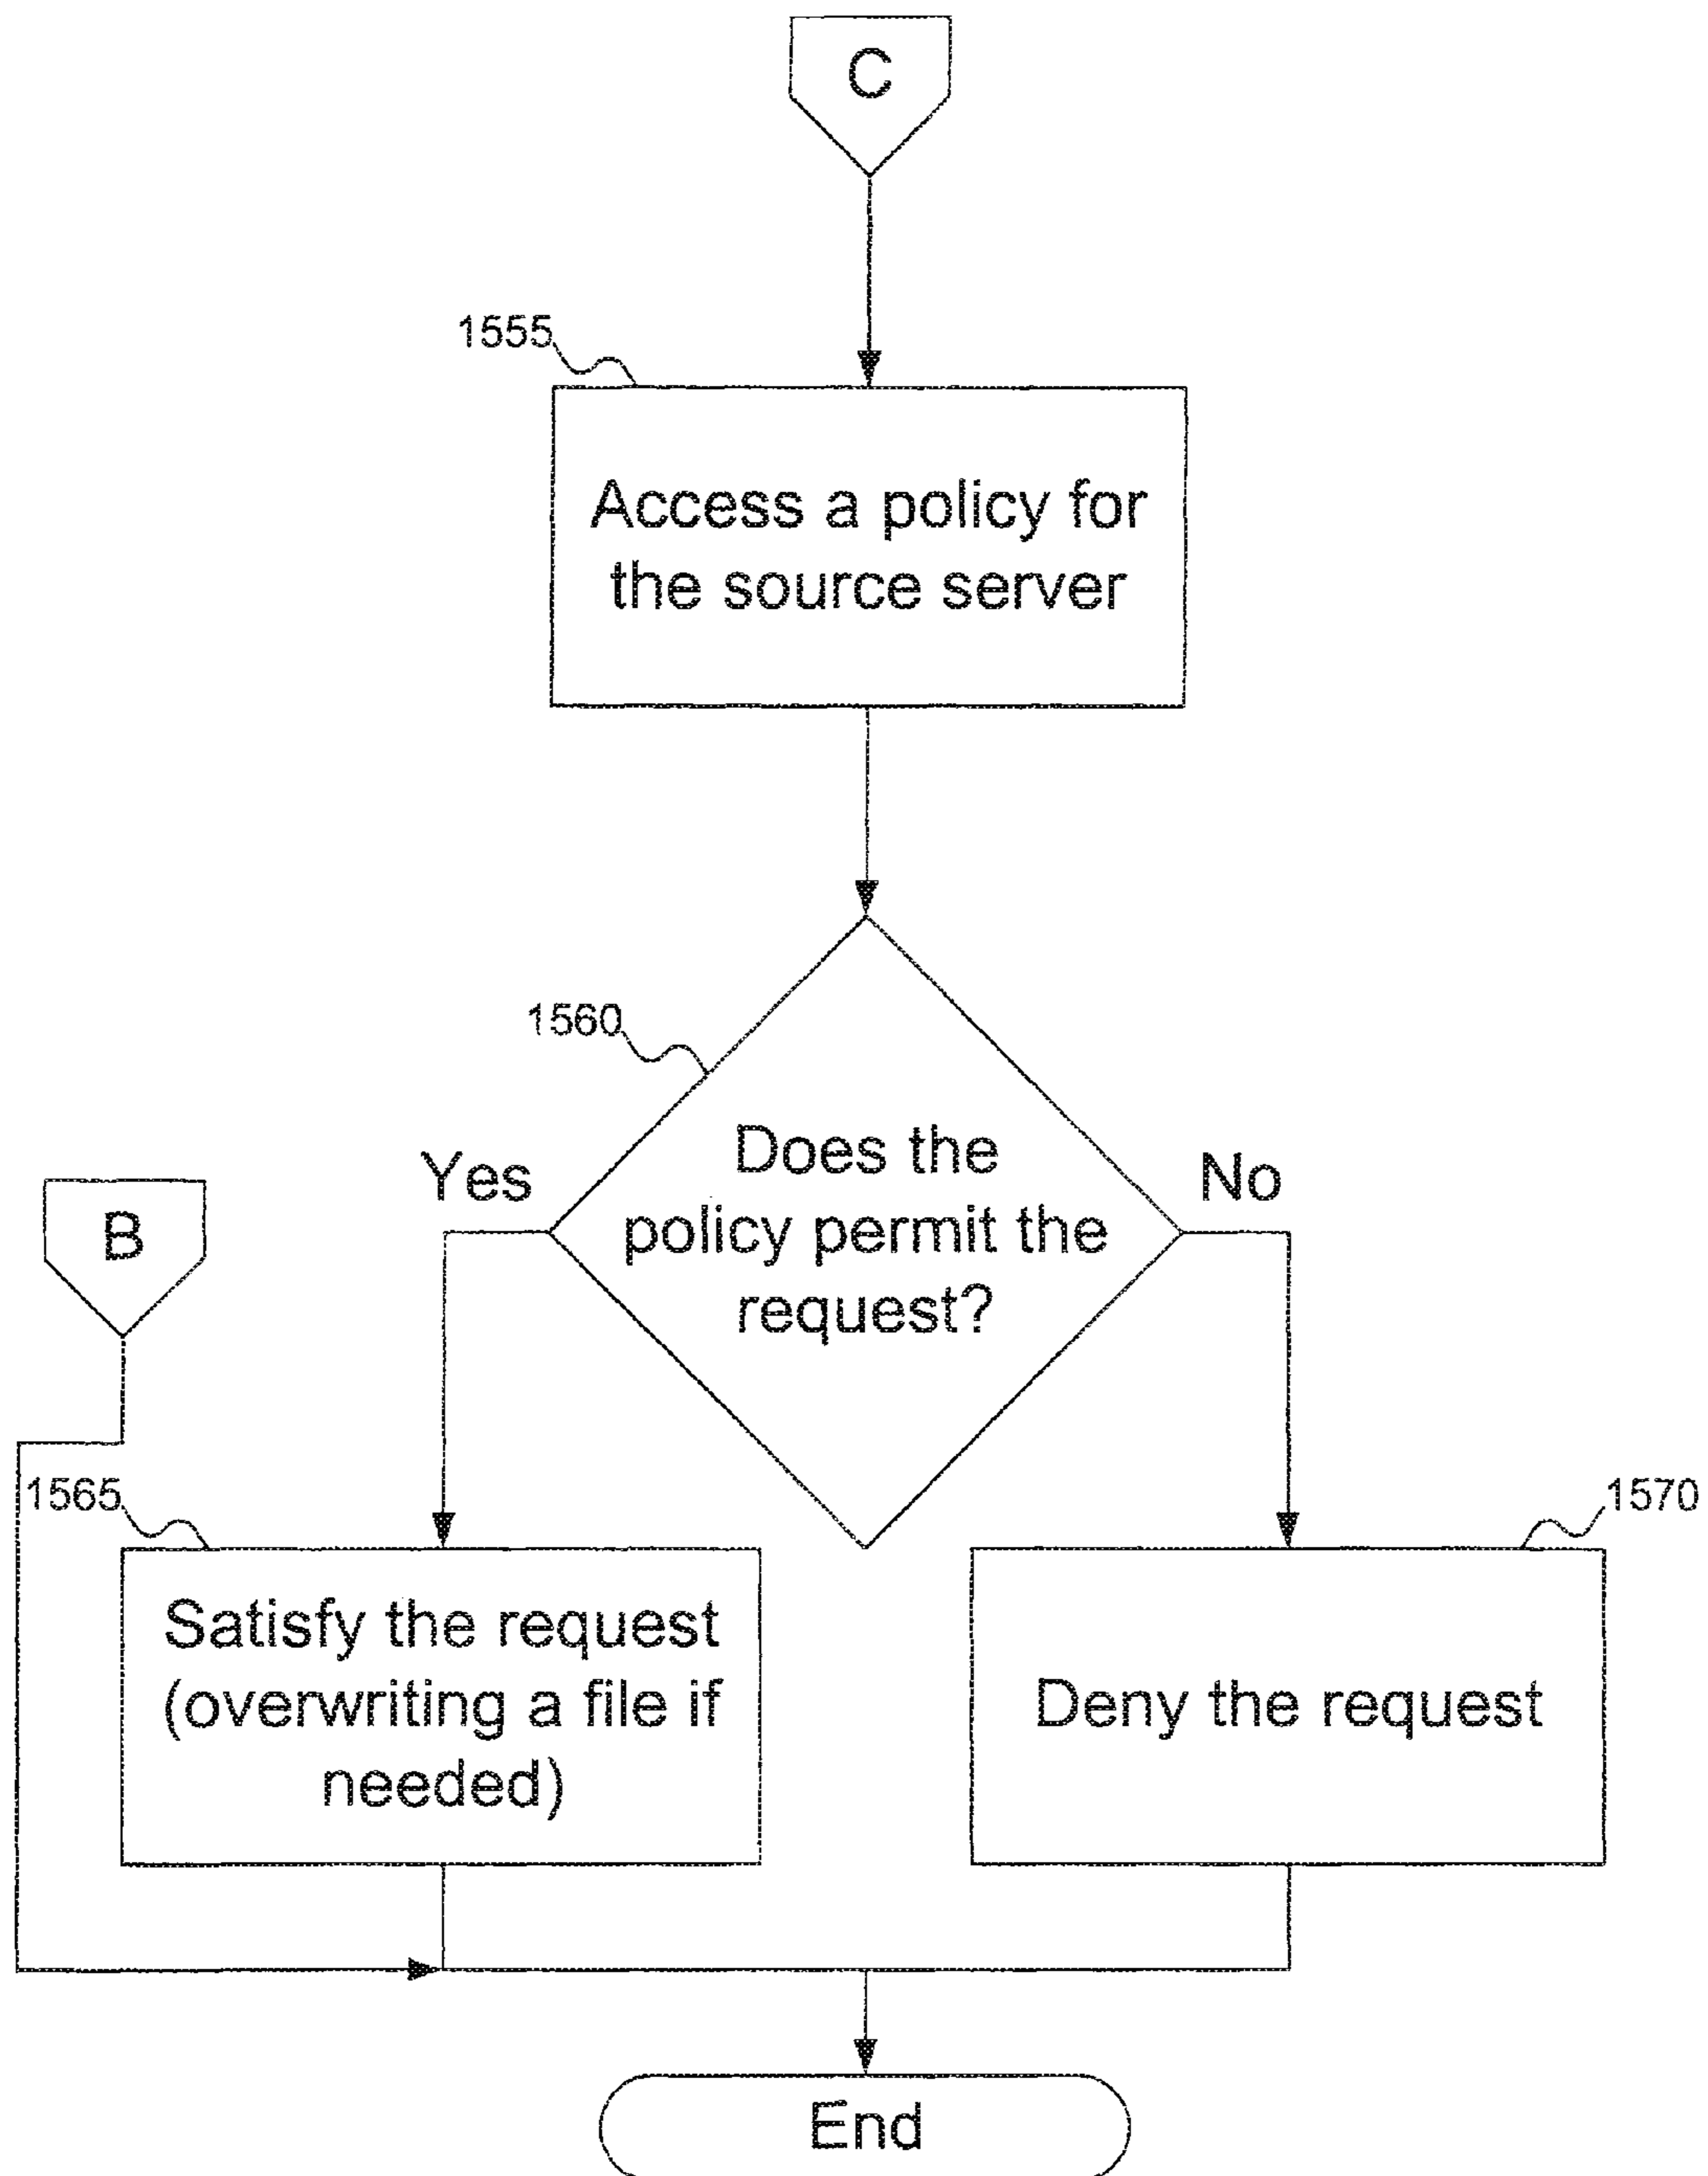 C
1555
Access a policy for
the source server
1560
Does the
policy permit the
request?
Yes
No
B
1565
Satisfy the request
(overwriting a file if
needed)
1570
Deny the request
End